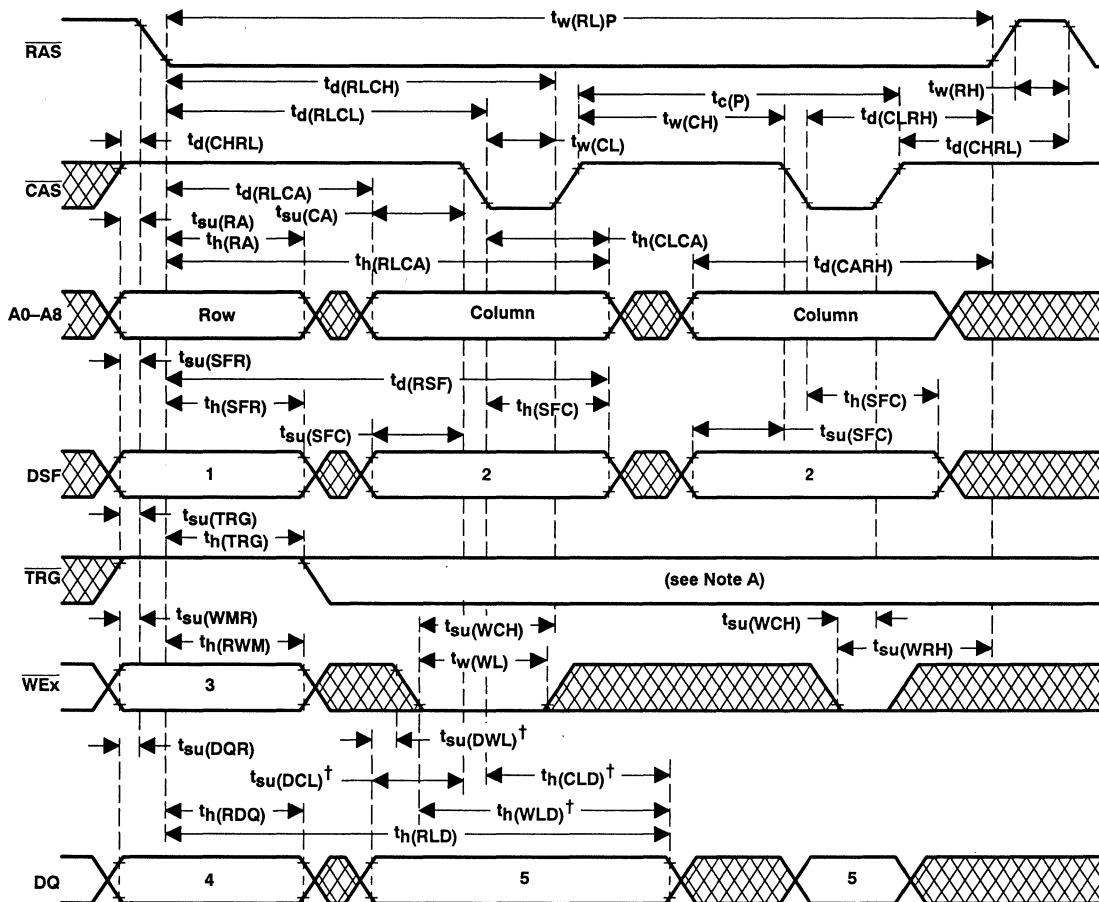 tw(RL)P
RAS
td(RLCH)
tc(P)
tw(RH)
td(RLCL)
tw(CH)
td(CLRH)
td(CHRL)
tw(CL)
td(CHRL)
CAS
td(RLCA)
tsu(RA)
tsu(CA)
th(RA)
th(CLCA)
th(RLCA)
td(CARH)
A0–A8
Row
Column
Column
tsu(SFR)
td(RSF)
th(SFR)
th(SFC)
th(SFC)
tsu(SFC)
tsu(SFC)
DSF
1
2
2
tsu(TRG)
th(TRG)
TRG
(see Note A)
tsu(WMR)
tsu(WCH)
tsu(WCH)
th(RWM)
tsu(WRH)
tw(WL)
WEx
3
tsu(DWL)†
tsu(DQR)
tsu(DCL)†
th(CLD)†
th(RDQ)
th(WLD)†
th(RLD)
DQ
4
5
5